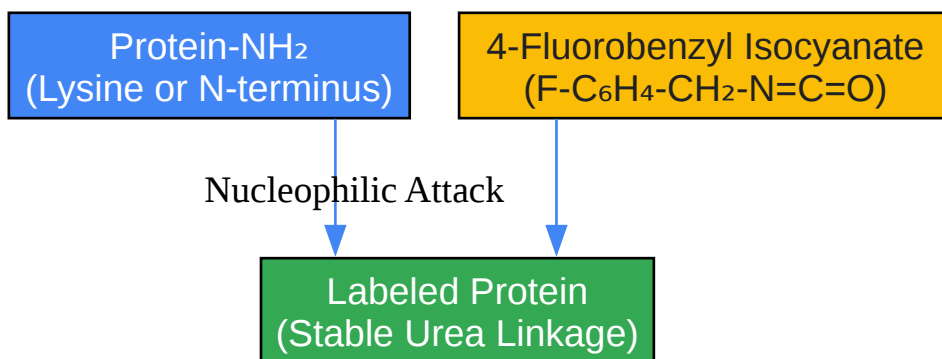 Protein-NH₂
(Lysine or N-terminus)
4-Fluorobenzyl Isocyanate
(F-C₆H₄-CH₂-N=C=O)
Nucleophilic Attack
Labeled Protein
(Stable Urea Linkage)